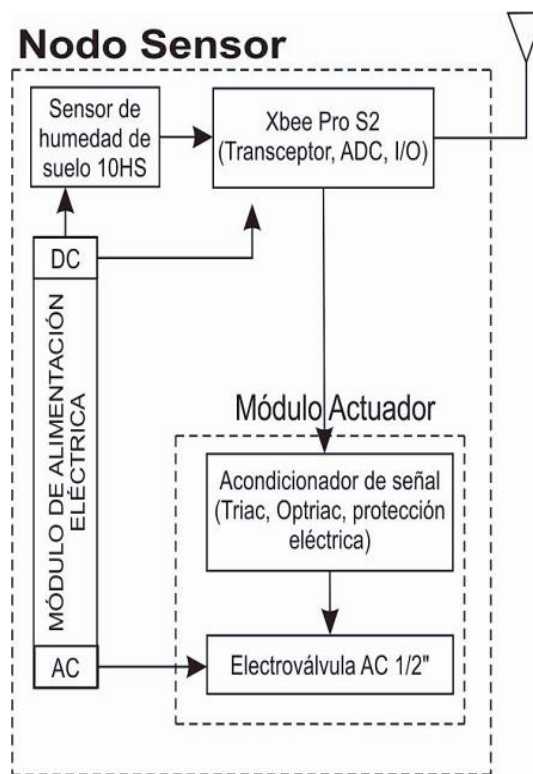 Nodo Sensor
Sensor de
humedad de
suelo 10HS
Xbee Pro S2
(Transceptor, ADC, I/O)
DC
MÓDULO DE ALIMENTACIÓN
ELÉCTRICA
AC
Módulo Actuador
Acondicionador de señal
(Triac, Optriac, protección
eléctrica)
Electroválvula AC 1/2"